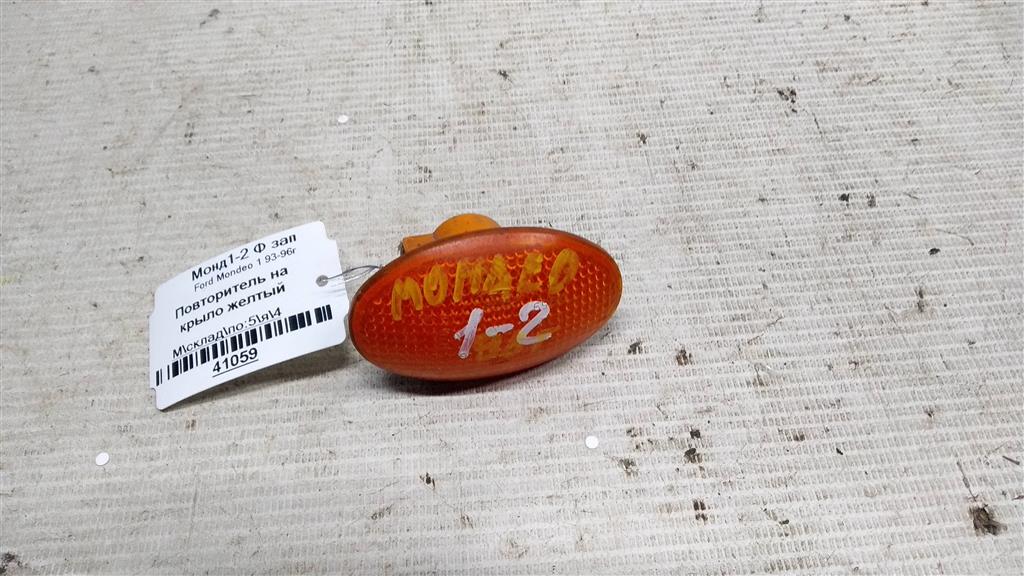 Монд1-2 Ф зап
Ford Mondeo 1 93-96г
Повторитель на
крыло желтый
М\склад\по:5\я\4
41059
МОПДЕО
1-2